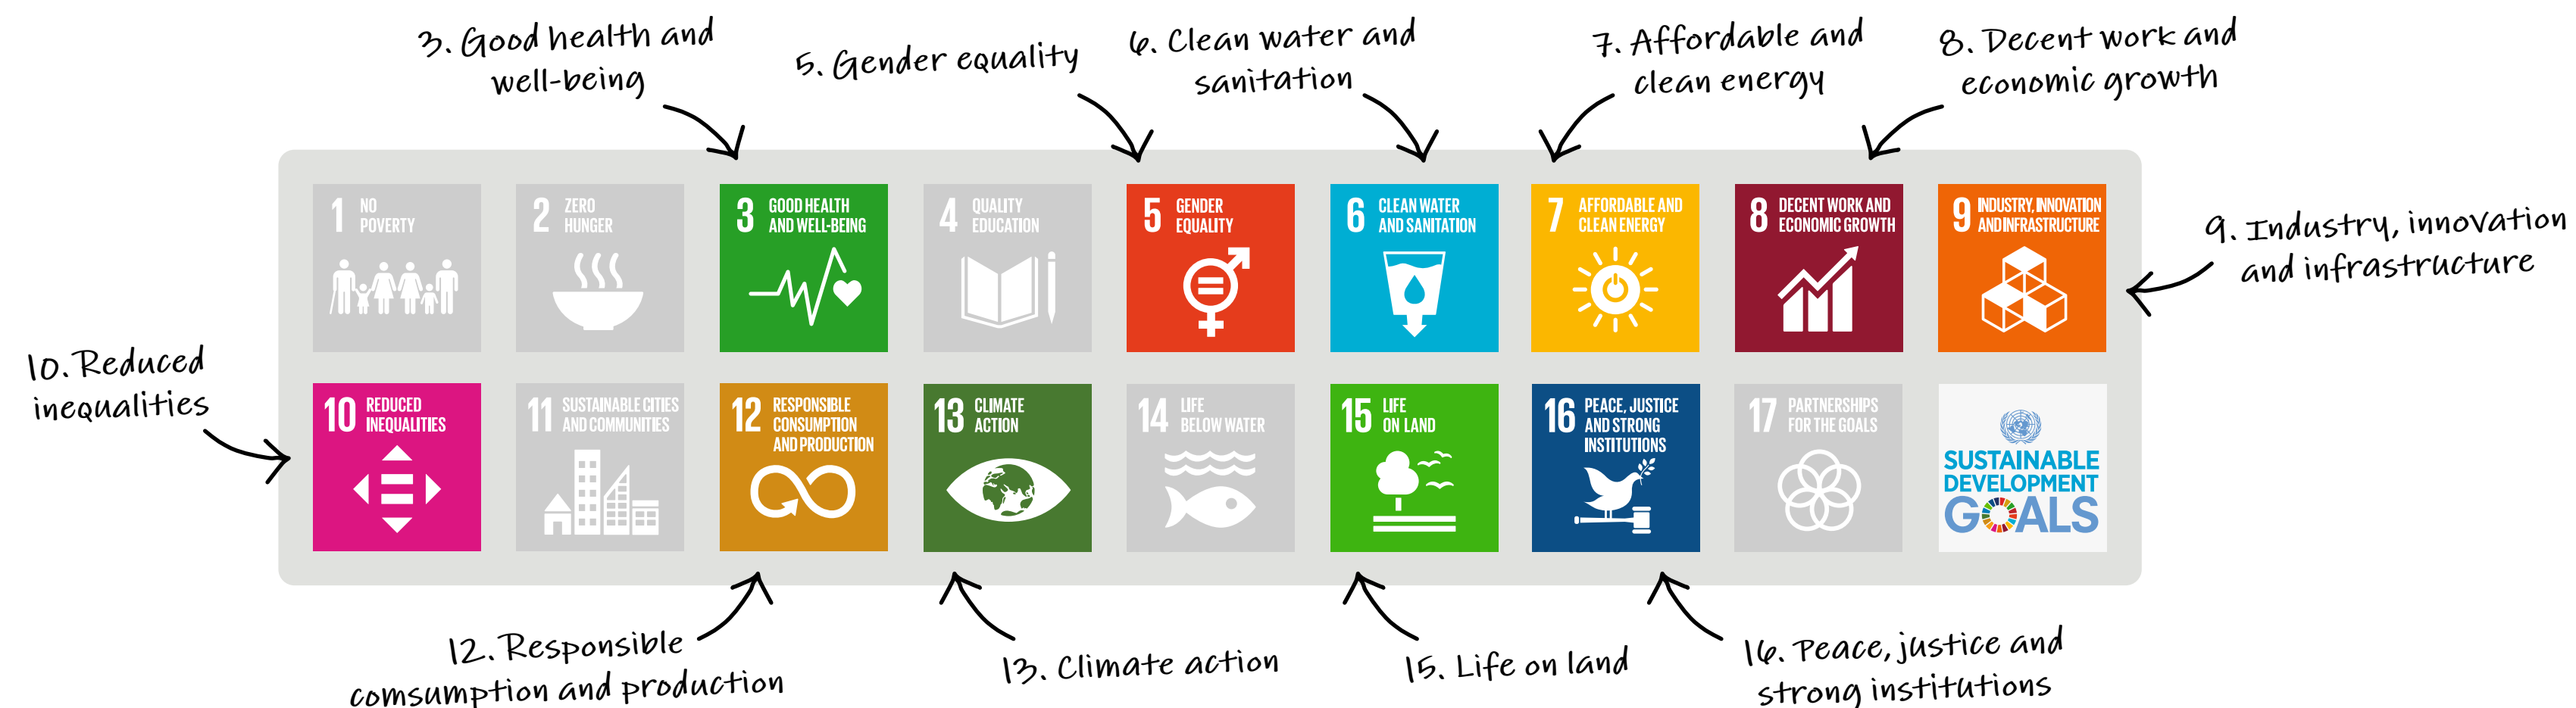 3. Good health and
well-being
5. Gender equality
6. Clean water and
sanitation
7. Affordable and
clean energy
8. Decent work and
economic growth
1 NO
POVERTY
2 ZERO
HUNGER
3 GOOD HEALTH
AND WELL-BEING
4 QUALITY
EDUCATION
5 GENDER
EQUALITY
6 CLEAN WATER
AND SANITATION
7 AFFORDABLE AND
CLEAN ENERGY
8 DECENT WORK AND
ECONOMIC GROWTH
9 INDUSTRY, INNOVATION
AND INFRASTRUCTURE
9. Industry, innovation
and infrastructure
10. Reduced
inequalities
10 REDUCED
INEQUALITIES
11 SUSTAINABLE CITIES
AND COMMUNITIES
12 RESPONSIBLE
CONSUMPTION
AND PRODUCTION
13 CLIMATE
ACTION
14 LIFE
BELOW WATER
15 LIFE
ON LAND
16 PEACE, JUSTICE
AND STRONG
INSTITUTIONS
17 PARTNERSHIPS
FOR THE GOALS
SUSTAINABLE
DEVELOPMENT
GOALS
12. Responsible
comsumption and production
13. Climate action
15. Life on land
16. Peace, justice and
strong institutions